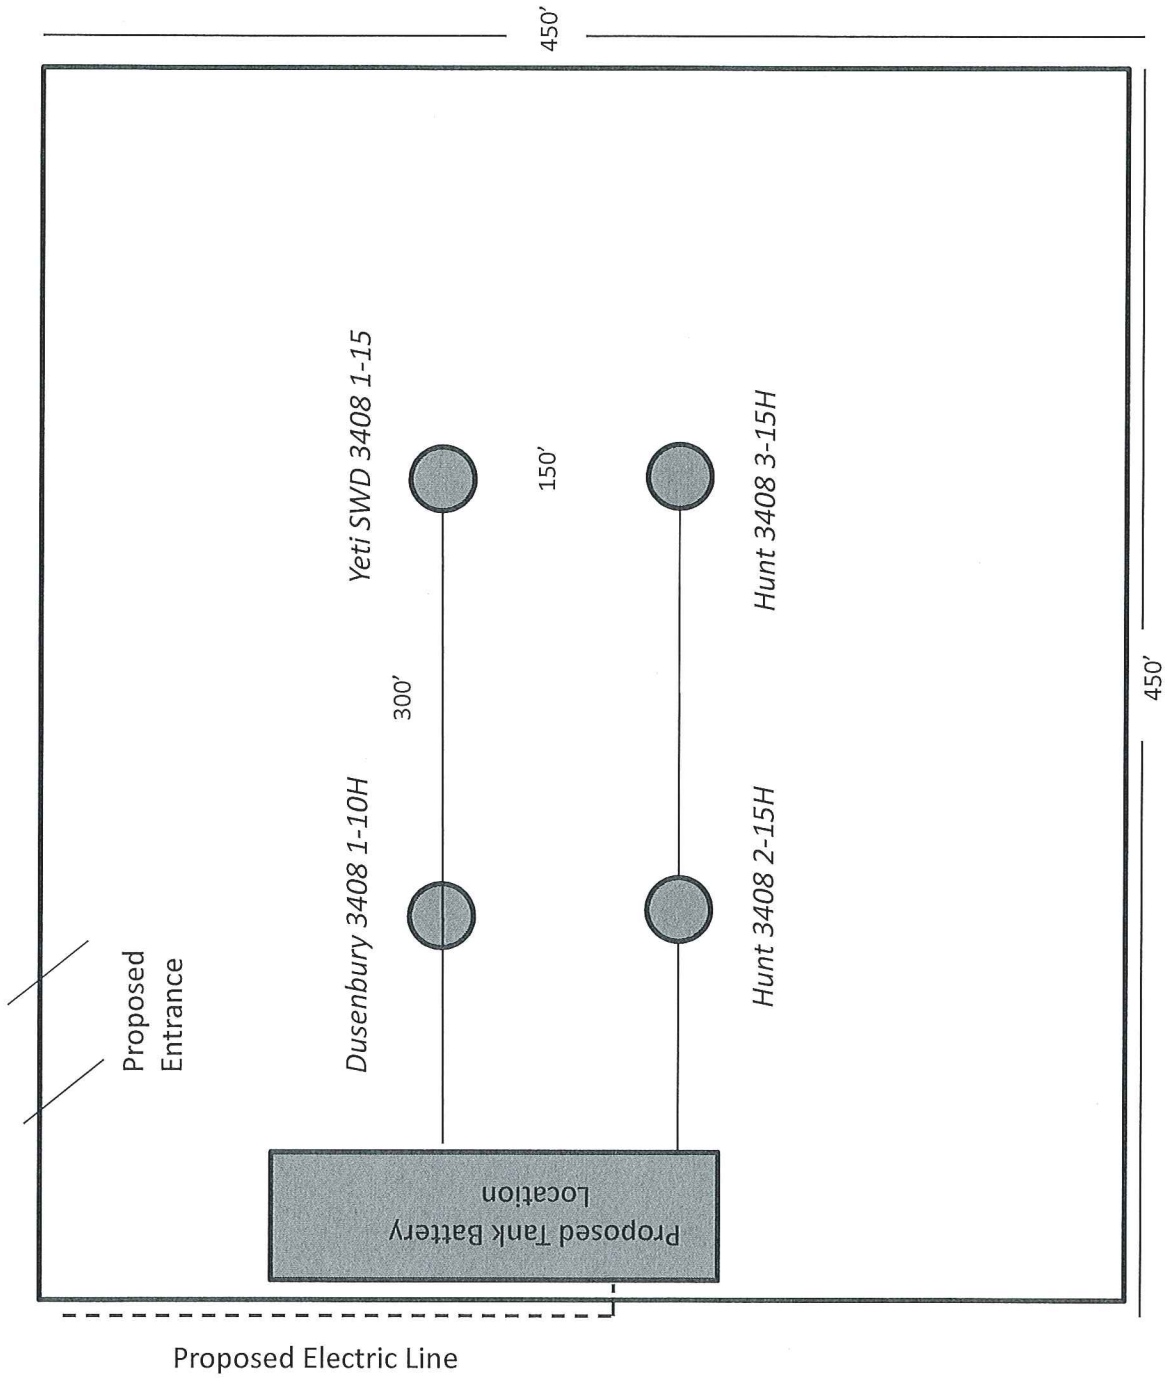 450'
Yeti SWD 3408 1-15
150'
Hunt 3408 3-15H
300'
450'
Dusenbury 3408 1-10H
Hunt 3408 2-15H
Proposed
Entrance
Proposed Tank Battery
Location
Proposed Electric Line